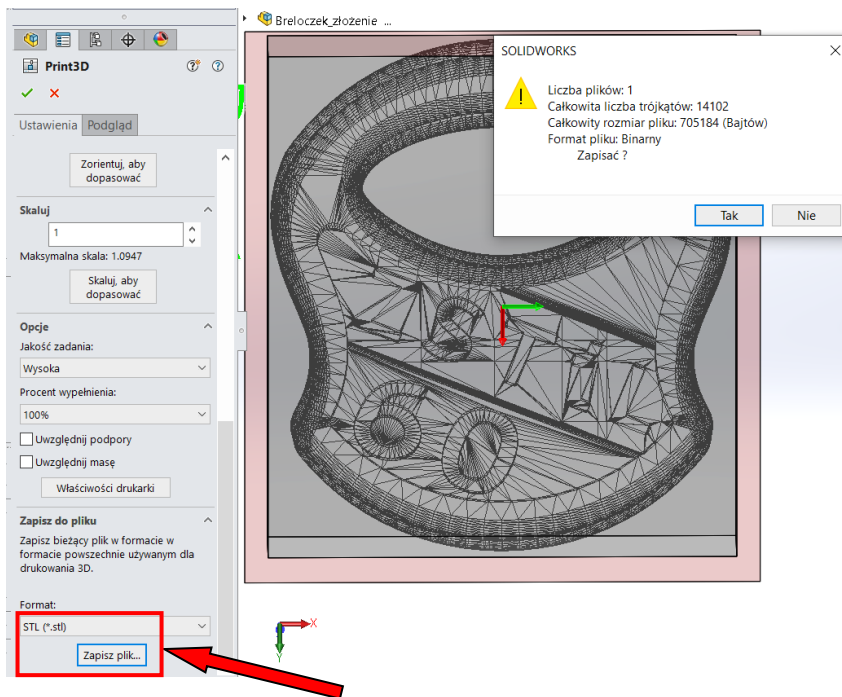 Breloczek_złożenie ...
Print3D
Ustawienia Podgląd
Zorientuj, aby
dopasować
Skaluj
1
Maksymalna skala: 1.0947
Skaluj, aby
dopasować
Opcje
Jakość zadania:
Wysoka
Procent wypełnienia:
100%
Uwzględnij podpory
Uwzględnij masę
Właściwości drukarki
Zapisz do pliku
Zapisz bieżący plik w formacie w
formacie powszechnie używanym dla
drukowania 3D.
Format:
STL (*.stl)
Zapisz plik...
SOLIDWORKS
Liczba plików: 1
Całkowita liczba trójkątów: 14102
Całkowity rozmiar pliku: 705184 (Bajtów)
Format pliku: Binarny
Zapisać ?
Tak Nie
X
Y